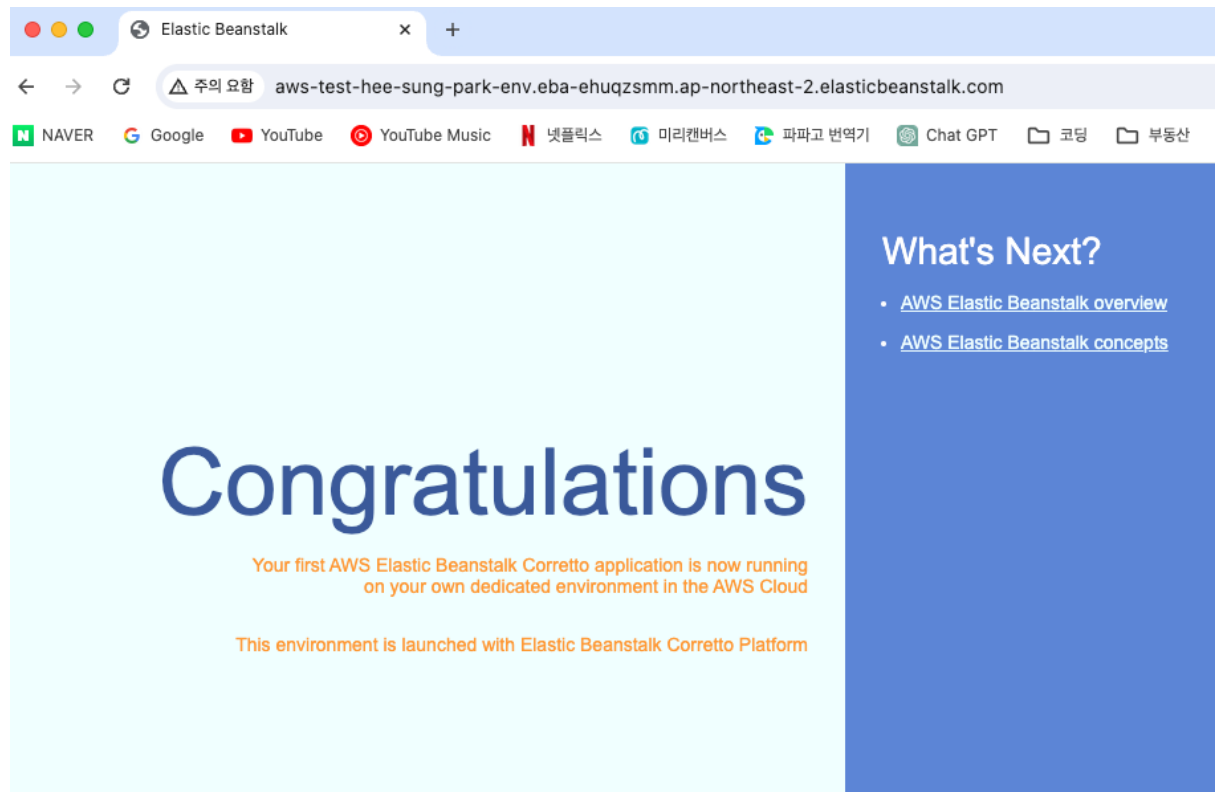 Elastic Beanstalk
주의 요함 aws-test-hee-sung-park-env.eba-ehuqzsmm.ap-northeast-2.elasticbeanstalk.com
NAVER Google YouTube YouTube Music 넷플릭스 미리캔버스 파파고 번역기 Chat GPT 코딩 부동산
Congratulations
Your first AWS Elastic Beanstalk Corretto application is now running
on your own dedicated environment in the AWS Cloud
This environment is launched with Elastic Beanstalk Corretto Platform
What's Next?
AWS Elastic Beanstalk overview
AWS Elastic Beanstalk concepts